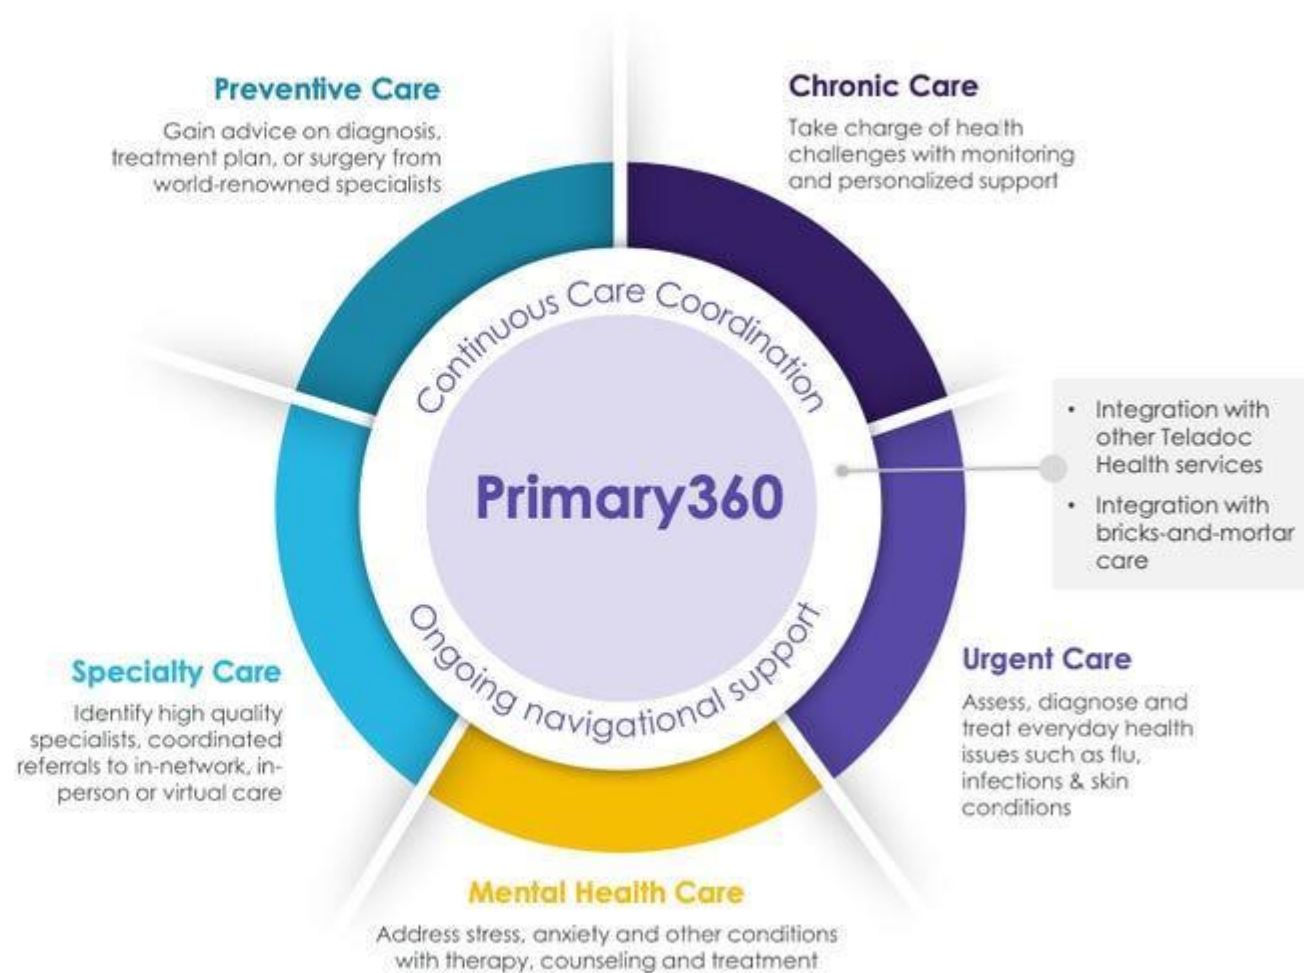 Preventive Care
Gain advice on diagnosis,
treatment plan, or surgery from
world-renowned specialists
Chronic Care
Take charge of health
challenges with monitoring
and personalized support
Continuous Care Coordination
Primary360
Ongoing navigational support
• Integration with
other Teladoc
Health services
• Integration with
bricks-and-mortar
care
Specialty Care
Identify high quality
specialists, coordinated
referrals to in-network, in-
person or virtual care
Urgent Care
Assess, diagnose and
treat everyday health
issues such as flu,
infections & skin
conditions
Mental Health Care
Address stress, anxiety and other conditions
with therapy, counseling and treatment